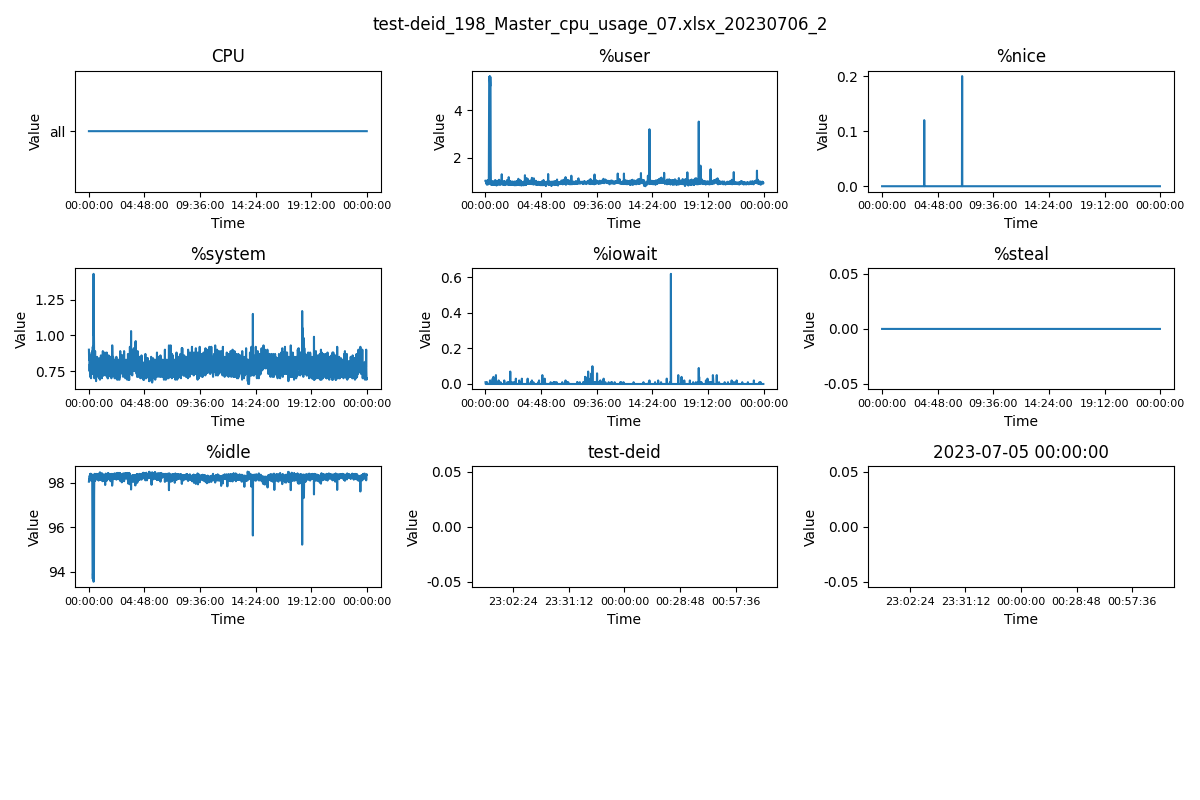 test-deid_198_Master_cpu_usage_07.xlsx_20230706_2
CPU
Value
all
00:00:00 04:48:00 09:36:00 14:24:00 19:12:00 00:00:00
Time
%user
Value
4
2
00:00:00 04:48:00 09:36:00 14:24:00 19:12:00 00:00:00
Time
%nice
Value
0.2
0.1
0.0
00:00:00 04:48:00 09:36:00 14:24:00 19:12:00 00:00:00
Time
%system
Value
1.25
1.00
0.75
00:00:00 04:48:00 09:36:00 14:24:00 19:12:00 00:00:00
Time
%iowait
Value
0.6
0.4
0.2
0.0
00:00:00 04:48:00 09:36:00 14:24:00 19:12:00 00:00:00
Time
%steal
Value
0.05
0.00
-0.05
00:00:00 04:48:00 09:36:00 14:24:00 19:12:00 00:00:00
Time
%idle
Value
98
96
94
00:00:00 04:48:00 09:36:00 14:24:00 19:12:00 00:00:00
Time
test-deid
Value
0.05
0.00
-0.05
23:02:24 23:31:12 00:00:00 00:28:48 00:57:36
Time
2023-07-05 00:00:00
Value
0.05
0.00
-0.05
23:02:24 23:31:12 00:00:00 00:28:48 00:57:36
Time